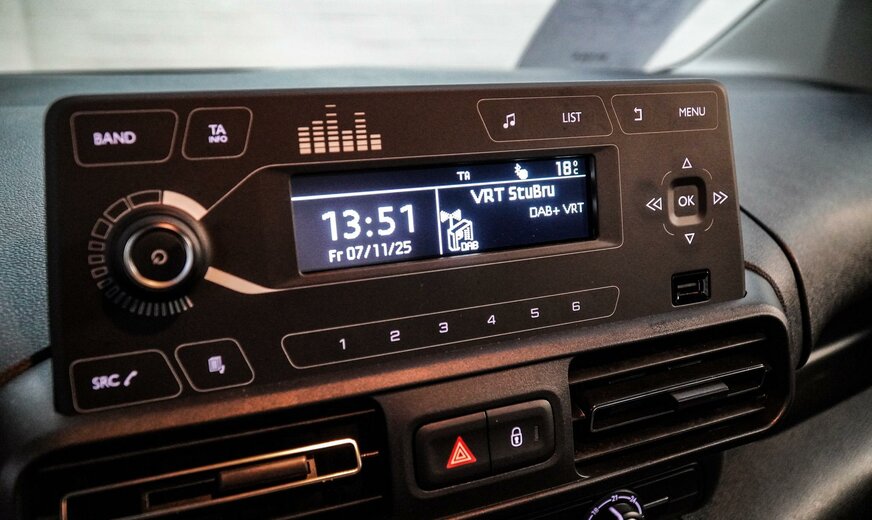 BAND
TA
INFO
LIST
MENU
TA
18°C
13:51
Fr 07/11/25
VRT StuBru
DAB+ VRT
DAB
OK
1 2 3 4 5 6
SRC